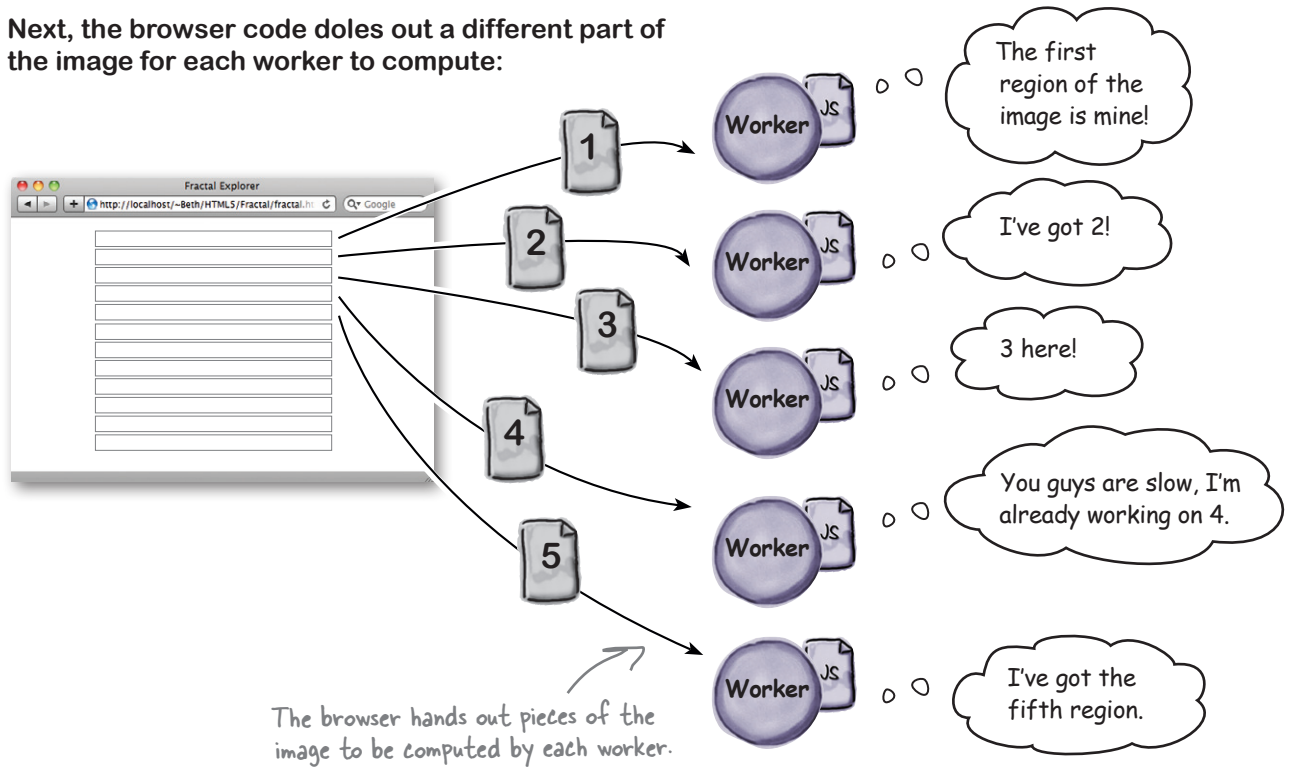 Next, the browser code doles out a different part of
the image for each worker to compute:
Fractal Explorer
http://localhost/~Beth/HTML5/Fractal/fractal.ht
Google
1
2
3
4
5
Worker
JS
The first
region of the
image is mine!
Worker
JS
I've got 2!
Worker
JS
3 here!
Worker
JS
You guys are slow, I'm
already working on 4.
Worker
JS
I've got the
fifth region.
The browser hands out pieces of the
image to be computed by each worker.